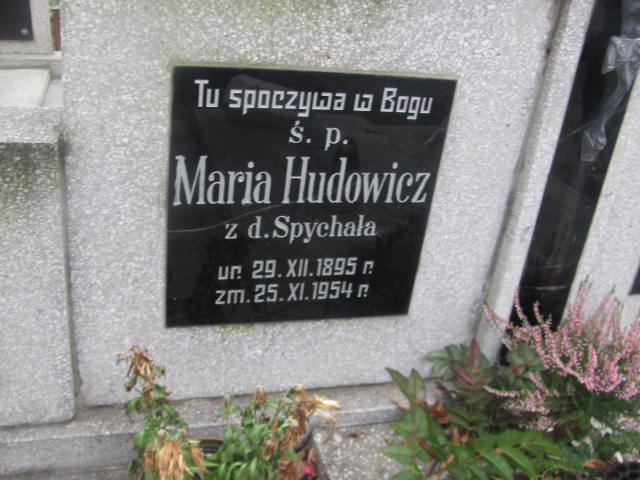 Tu spoczywa w Bogu
ś. p.
Maria Hudowicz
z d. Spychała
ur. 29. XII. 1895 r.
zm. 25. XI. 1954 r.